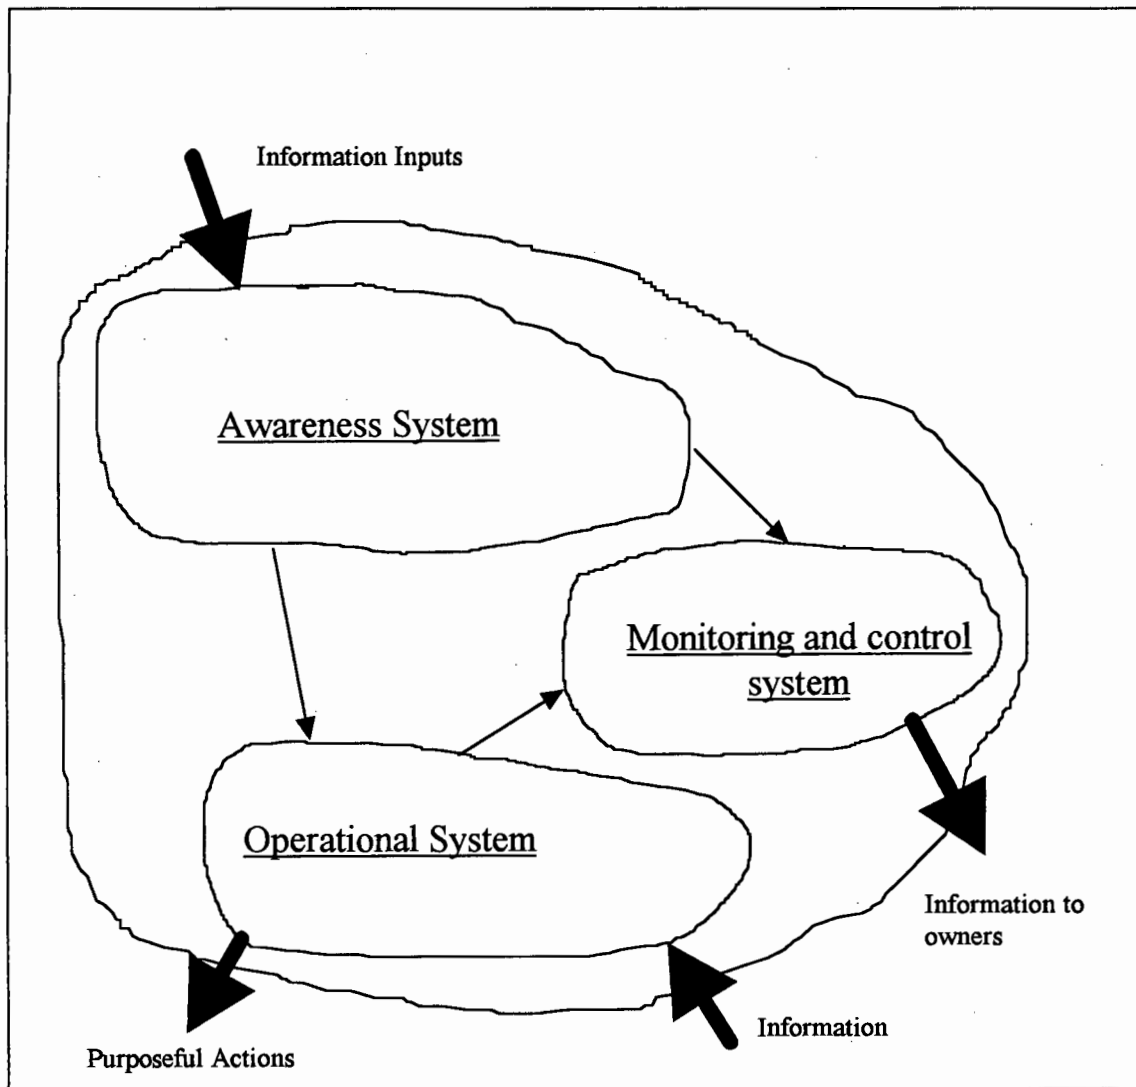 Information Inputs
Awareness System
Monitoring and control
system
Operational System
Information to
owners
Information
Purposeful Actions